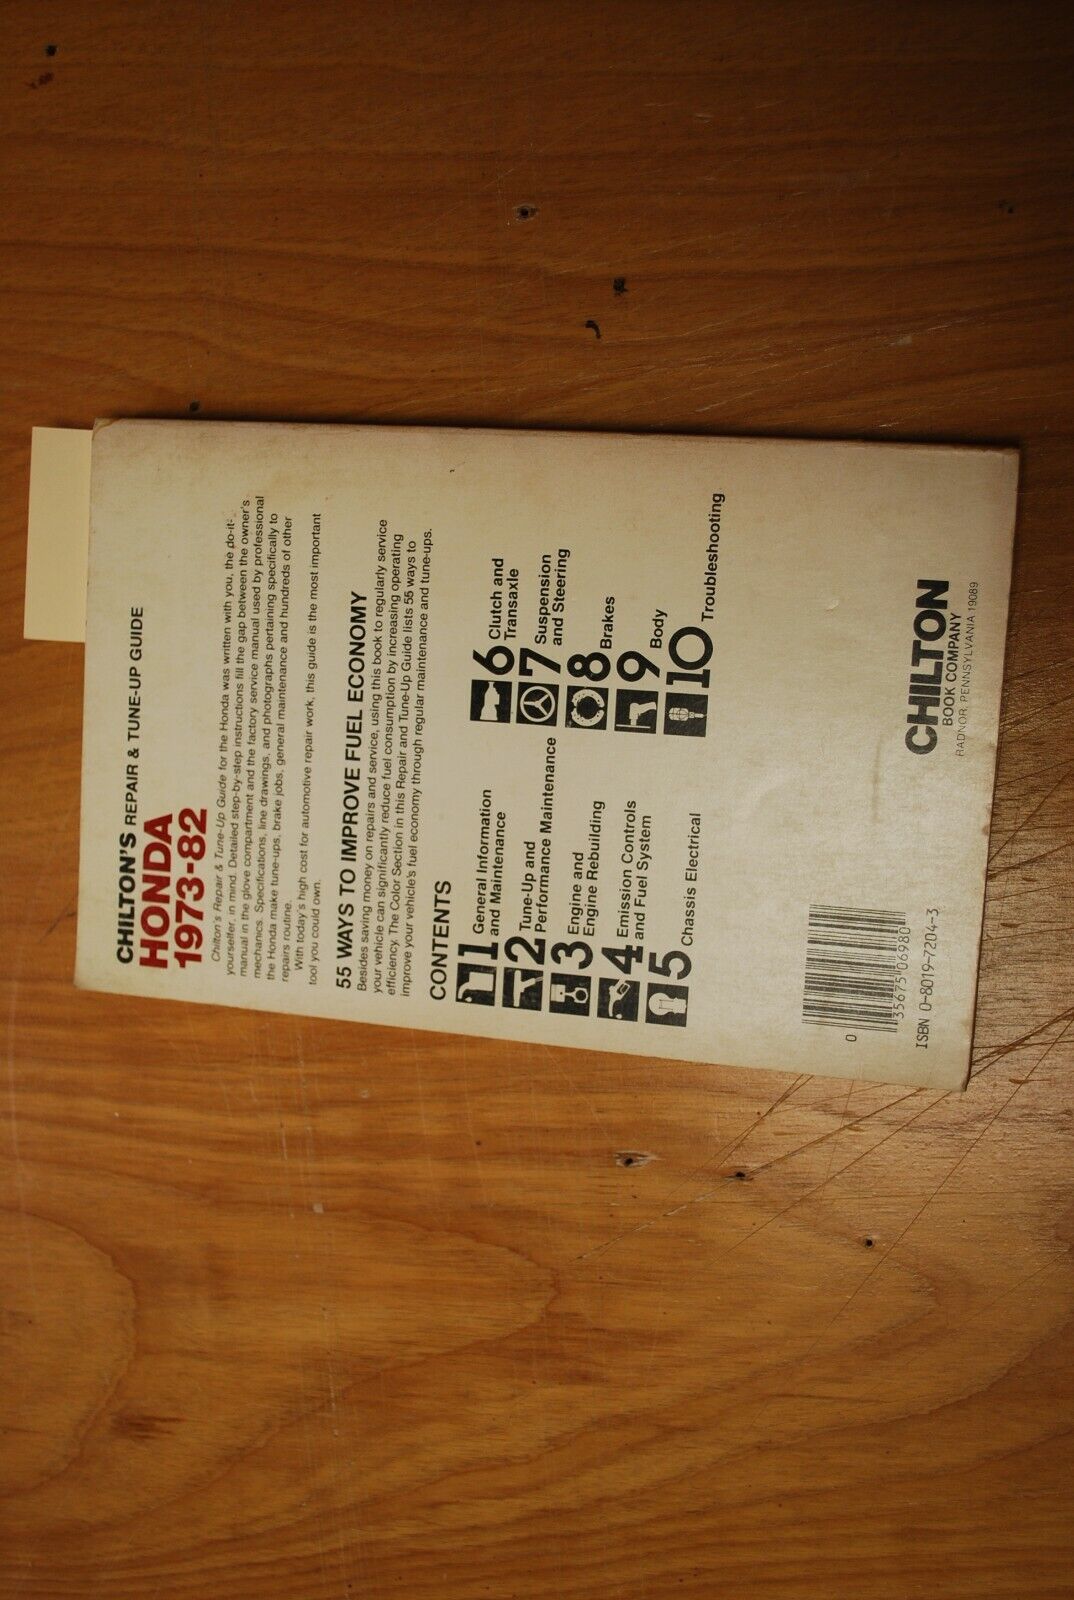 CHILTON'S REPAIR & TUNE-UP GUIDE
HONDA
1973-82
Chilton's Repair & Tune-Up Guide for the Honda was written with you, the do-it-
yourselfer, in mind. Detailed step-by-step instructions fill the gap between the owner's
manual in the glove compartment and the factory service manual used by professional
mechanics. Specifications, line drawings, and photographs pertaining specifically to
the Honda make tune-ups, brake jobs, general maintenance and hundreds of other
repairs routine.
With today's high cost for automotive repair work, this guide is the most important
tool you could own.
55 WAYS TO IMPROVE FUEL ECONOMY
Besides saving money on repairs and service, using this book to regularly service
your vehicle can significantly reduce fuel consumption by increasing operating
efficiency. The Color Section in this Repair and Tune-Up Guide lists 55 ways to
improve your vehicle's fuel economy through regular maintenance and tune-ups.
CONTENTS
1 General Information
and Maintenance
2 Tune-Up and
Performance Maintenance
3 Engine and
Engine Rebuilding
4 Emission Controls
and Fuel System
5 Chassis Electrical
6 Clutch and
Transaxle
7 Suspension
and Steering
8 Brakes
9 Body
10 Troubleshooting
0 35675 06980
ISBN 0-8019-7204-3
CHILTON
BOOK COMPANY
RADNOR, PENNSYLVANIA 19089